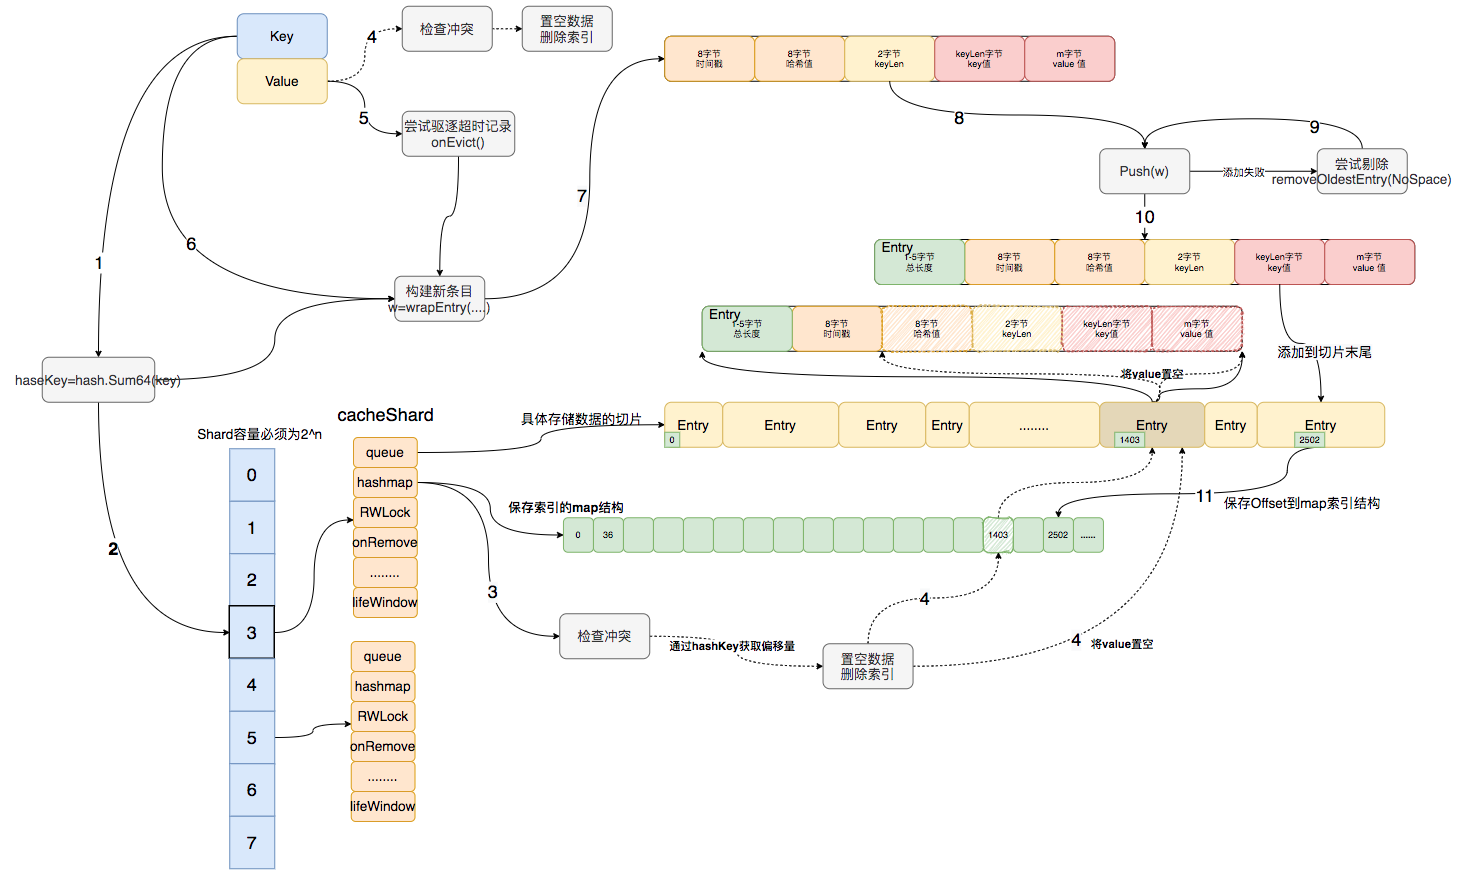 Key
Value
4
检查冲突
置空数据
删除索引
5
尝试驱逐超时记录
onEvict()
1
6
7
构建新条目
w=wrapEntry(....)
haseKey=hash.Sum64(key)
8字节
时间戳
8字节
哈希值
2字节
keyLen
keyLen字节
key值
m字节
value 值
8
9
Push(w)
添加失败
尝试剔除
removeOldestEntry(NoSpace)
10
Entry
1-5字节
总长度
8字节
时间戳
8字节
哈希值
2字节
keyLen
keyLen字节
key值
m字节
value 值
Entry
1-5字节
总长度
8字节
时间戳
8字节
哈希值
2字节
keyLen
keyLen字节
key值
m字节
value 值
添加到切片末尾
将value置空
具体存储数据的切片
Entry
0
Entry
Entry
Entry
........
Entry
1403
Entry
Entry
2502
11
保存Offset到map索引结构
保存索引的map结构
0
36
1403
2502
......
Shard容量必须为2^n
2
0
1
2
3
4
5
6
7
cacheShard
queue
hashmap
RWLock
onRemove
........
lifeWindow
queue
hashmap
RWLock
onRemove
........
lifeWindow
3
检查冲突
通过hashKey获取偏移量
置空数据
删除索引
4
4
将value置空